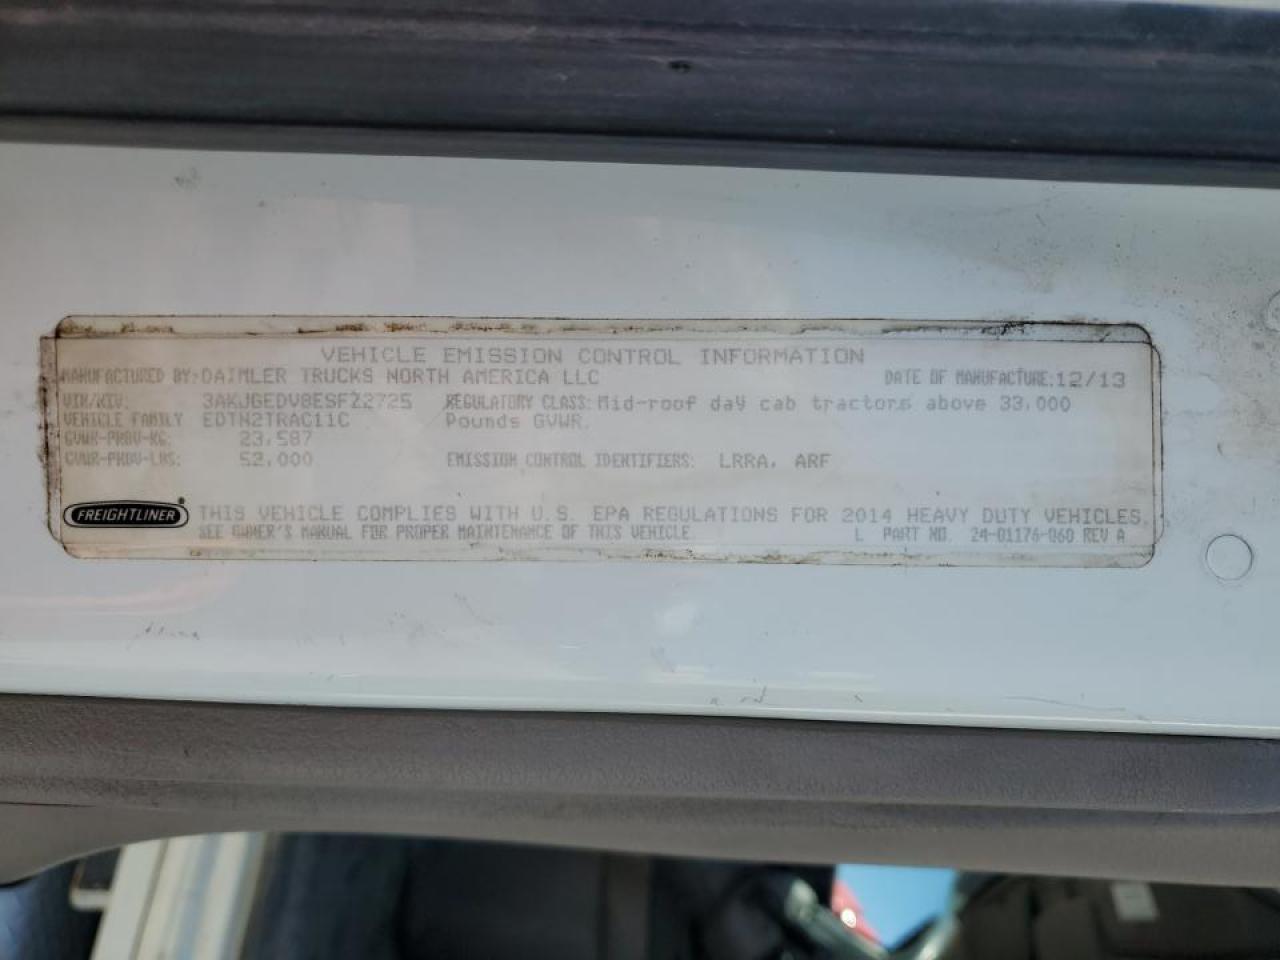 VEHICLE EMISSION CONTROL INFORMATION
MANUFACTURED BY: DAIMLER TRUCKS NORTH AMERICA LLC DATE OF MANUFACTURE: 12/13
VIN/NIV: 3AKJGEDV8ESFZ2725 REGULATORY CLASS: Mid-roof day cab tractors above 33,000
VEHICLE FAMILY EDTN2TRAC11C Pounds GVWR.
GVWR-PNBV-KG: 23,587
GVWR-PNBV-LBS: 52,000 EMISSION CONTROL IDENTIFIERS: LRRA, ARF
FREIGHTLINER® THIS VEHICLE COMPLIES WITH U.S. EPA REGULATIONS FOR 2014 HEAVY DUTY VEHICLES.
SEE OWNER'S MANUAL FOR PROPER MAINTENANCE OF THIS VEHICLE. L PART NO. 24-01176-060 REV A